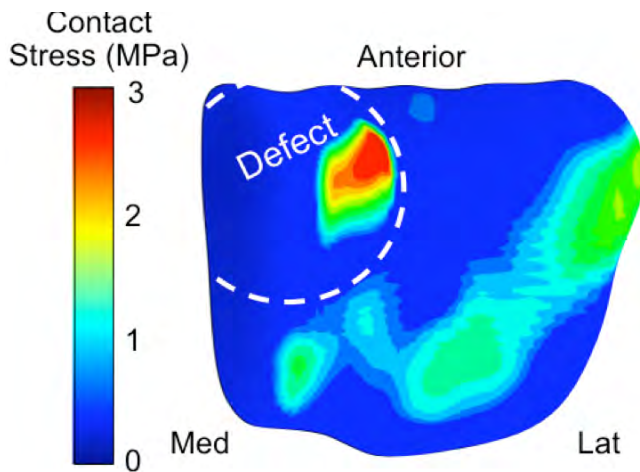 Contact
Stress (MPa)
Anterior
3
Defect
2
1
0
Med
Lat